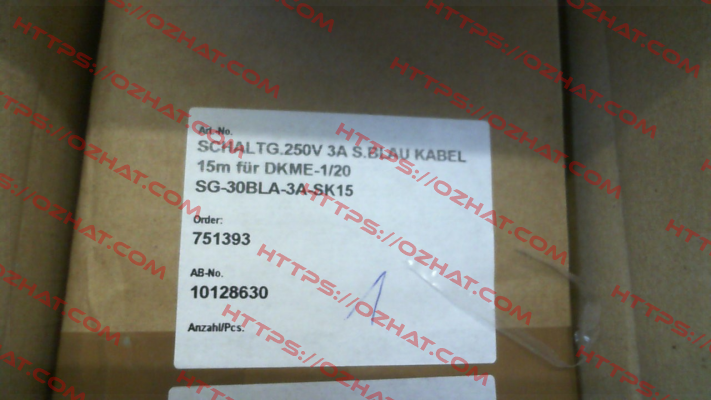 Art.-No.
SCHALTG.250V 3A S.BLAU KABEL
15m für DKME-1/20
SG-30BLA-3A-SK15
Order:
751393
AB-No.
10128630
Anzahl/Pcs.
1
HTTPS://OZHAT.COM